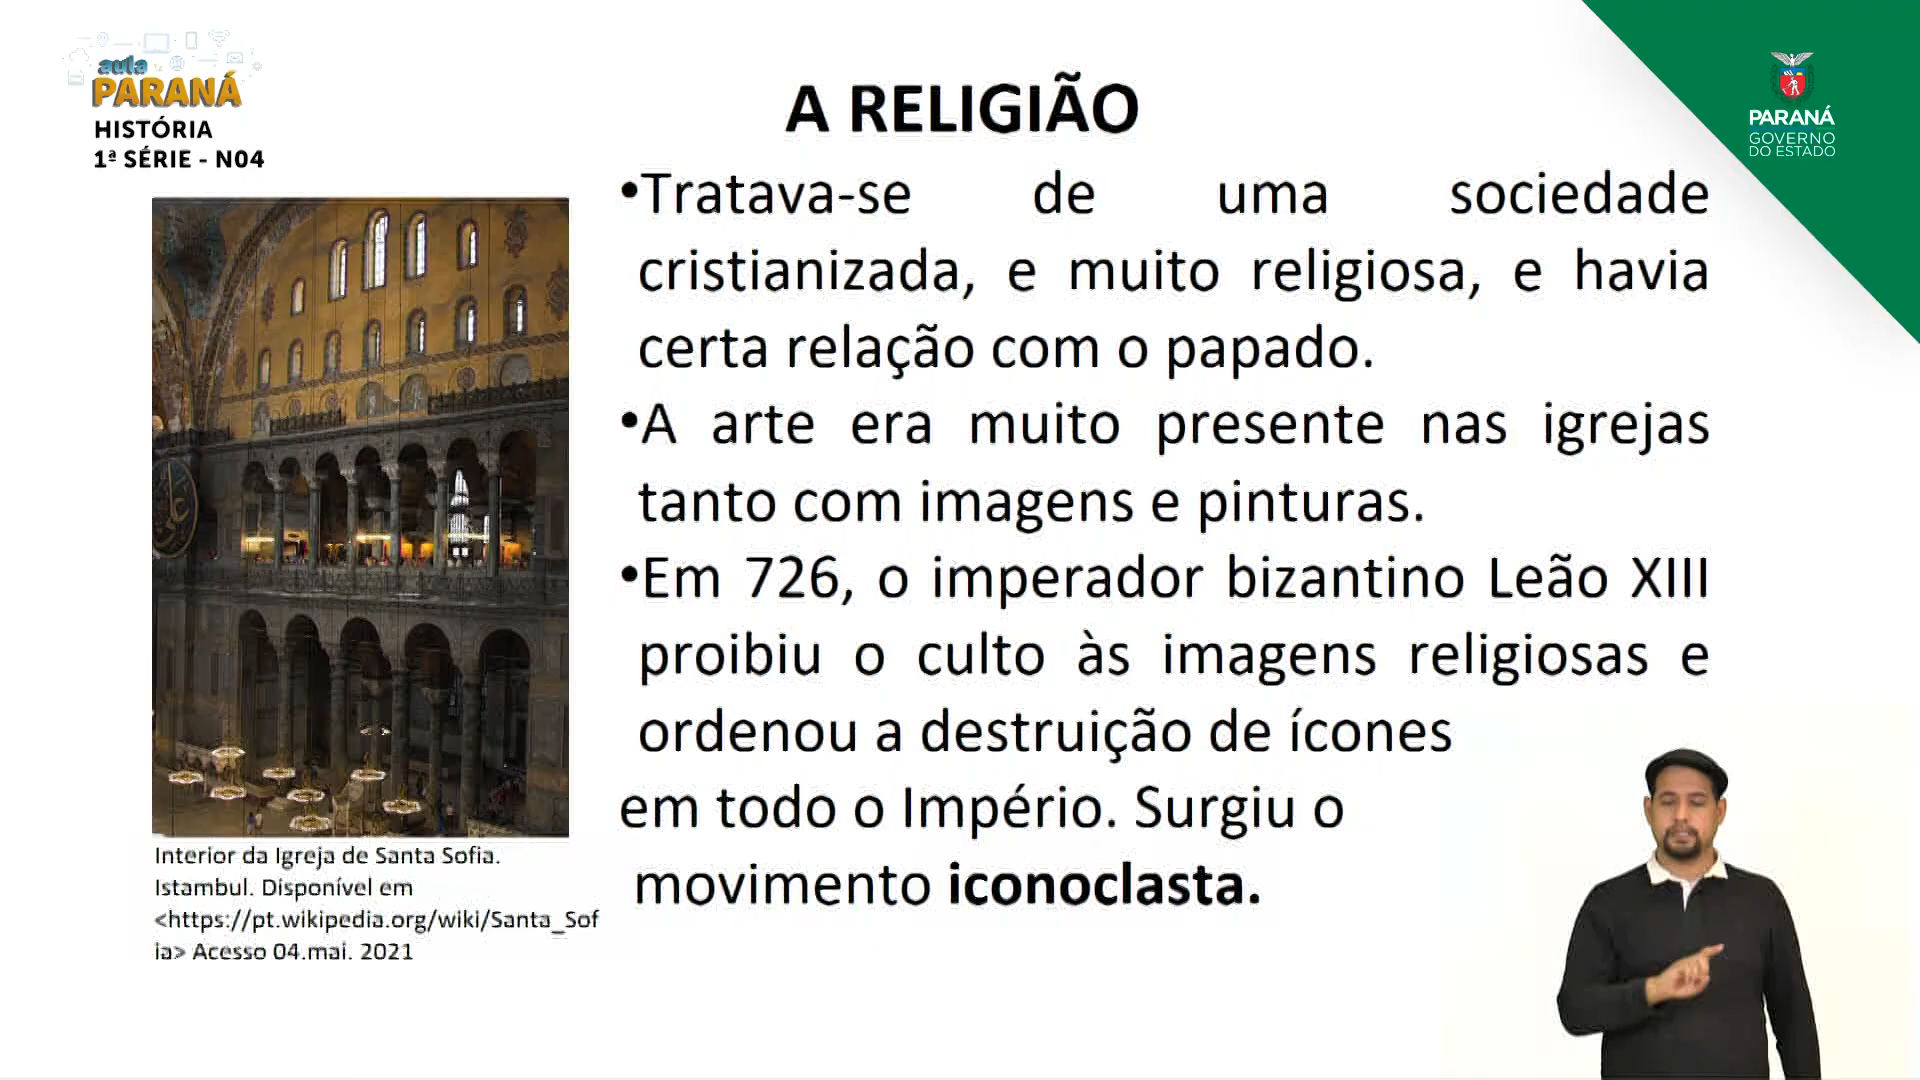 aula
PARANÁ
HISTÓRIA
1ª SÉRIE - N04
A RELIGIÃO
PARANÁ
GOVERNO
DO ESTADO
•Tratava-se de uma sociedade
cristianizada, e muito religiosa, e havia
certa relação com o papado.
•A arte era muito presente nas igrejas
tanto com imagens e pinturas.
•Em 726, o imperador bizantino Leão XIII
proibiu o culto às imagens religiosas e
ordenou a destruição de ícones
em todo o Império. Surgiu o
movimento iconoclasta.
Interior da Igreja de Santa Sofia.
Istambul. Disponível em
<https://pt.wikipedia.org/wiki/Santa_Sof
ia> Acesso 04.mai. 2021